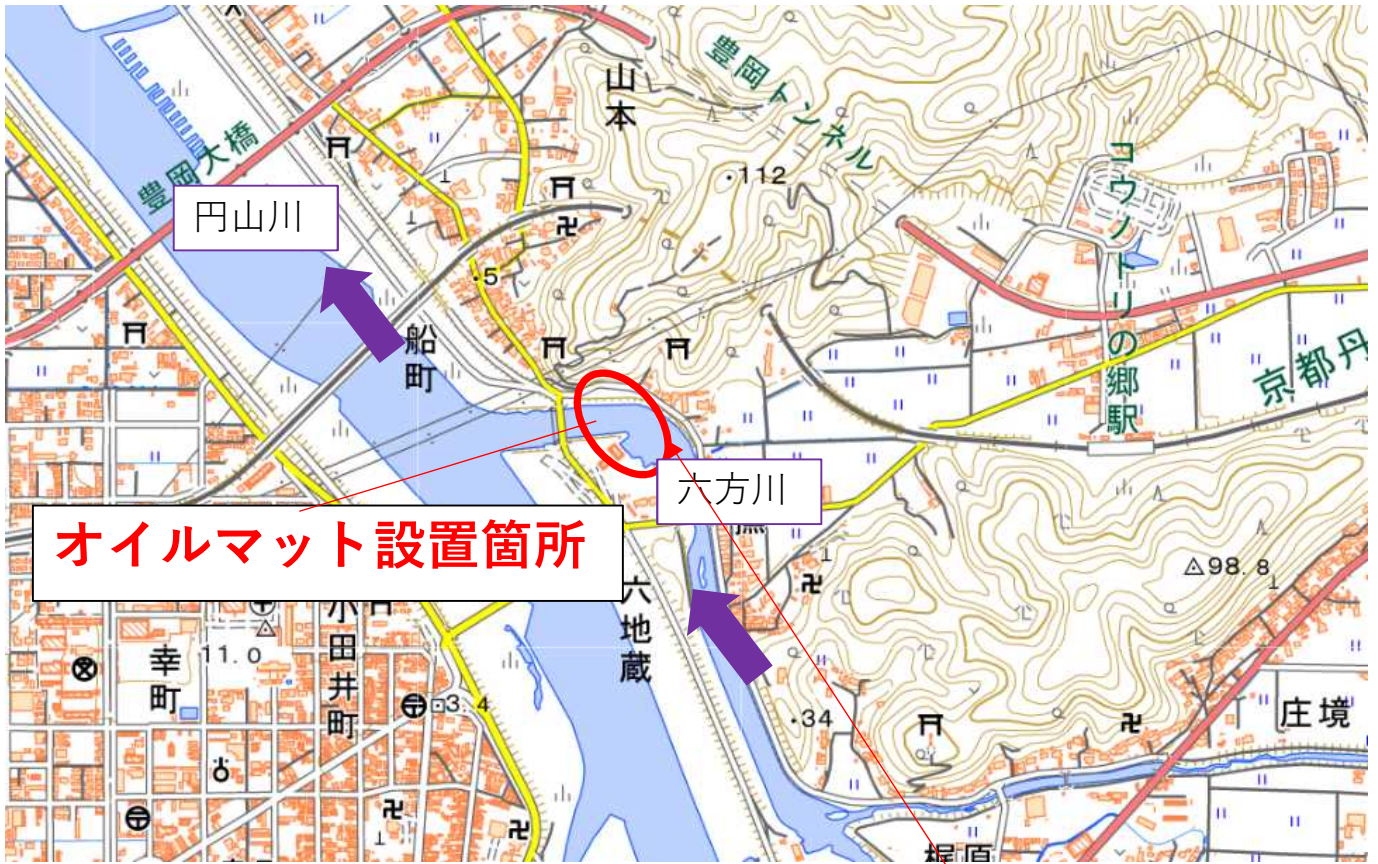 山本
豊岡トンネル
・112
コウノトリの郷駅
豊岡大橋
円山川
・5
船町
京都丹
六方川
オイルマット設置箇所
98.8
六地蔵
小田井町
11.0
幸町
3.4
・34
庄境
梶原